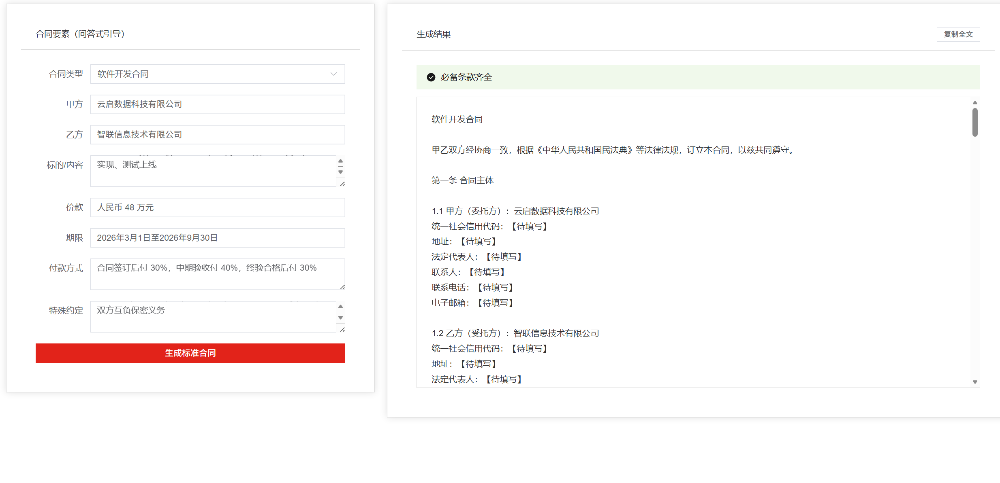 合同要素（问答式引导）
合同类型
软件开发合同
甲方
云启数据科技有限公司
乙方
智联信息技术有限公司
标的/内容
实现、测试上线
价款
人民币 48 万元
期限
2026年3月1日至2026年9月30日
付款方式
合同签订后付 30%，中期验收付 40%，终验合格后付 30%
特殊约定
双方互负保密义务
生成标准合同
生成结果
复制全文
必备条款齐全
软件开发合同
甲乙双方经协商一致，根据《中华人民共和国民法典》等法律法规，订立本合同，以兹共同遵守。
第一条 合同主体
1.1 甲方（委托方）：云启数据科技有限公司
统一社会信用代码：【待填写】
地址：【待填写】
法定代表人：【待填写】
联系人：【待填写】
联系电话：【待填写】
电子邮箱：【待填写】
1.2 乙方（受托方）：智联信息技术有限公司
统一社会信用代码：【待填写】
地址：【待填写】
法定代表人：【待填写】